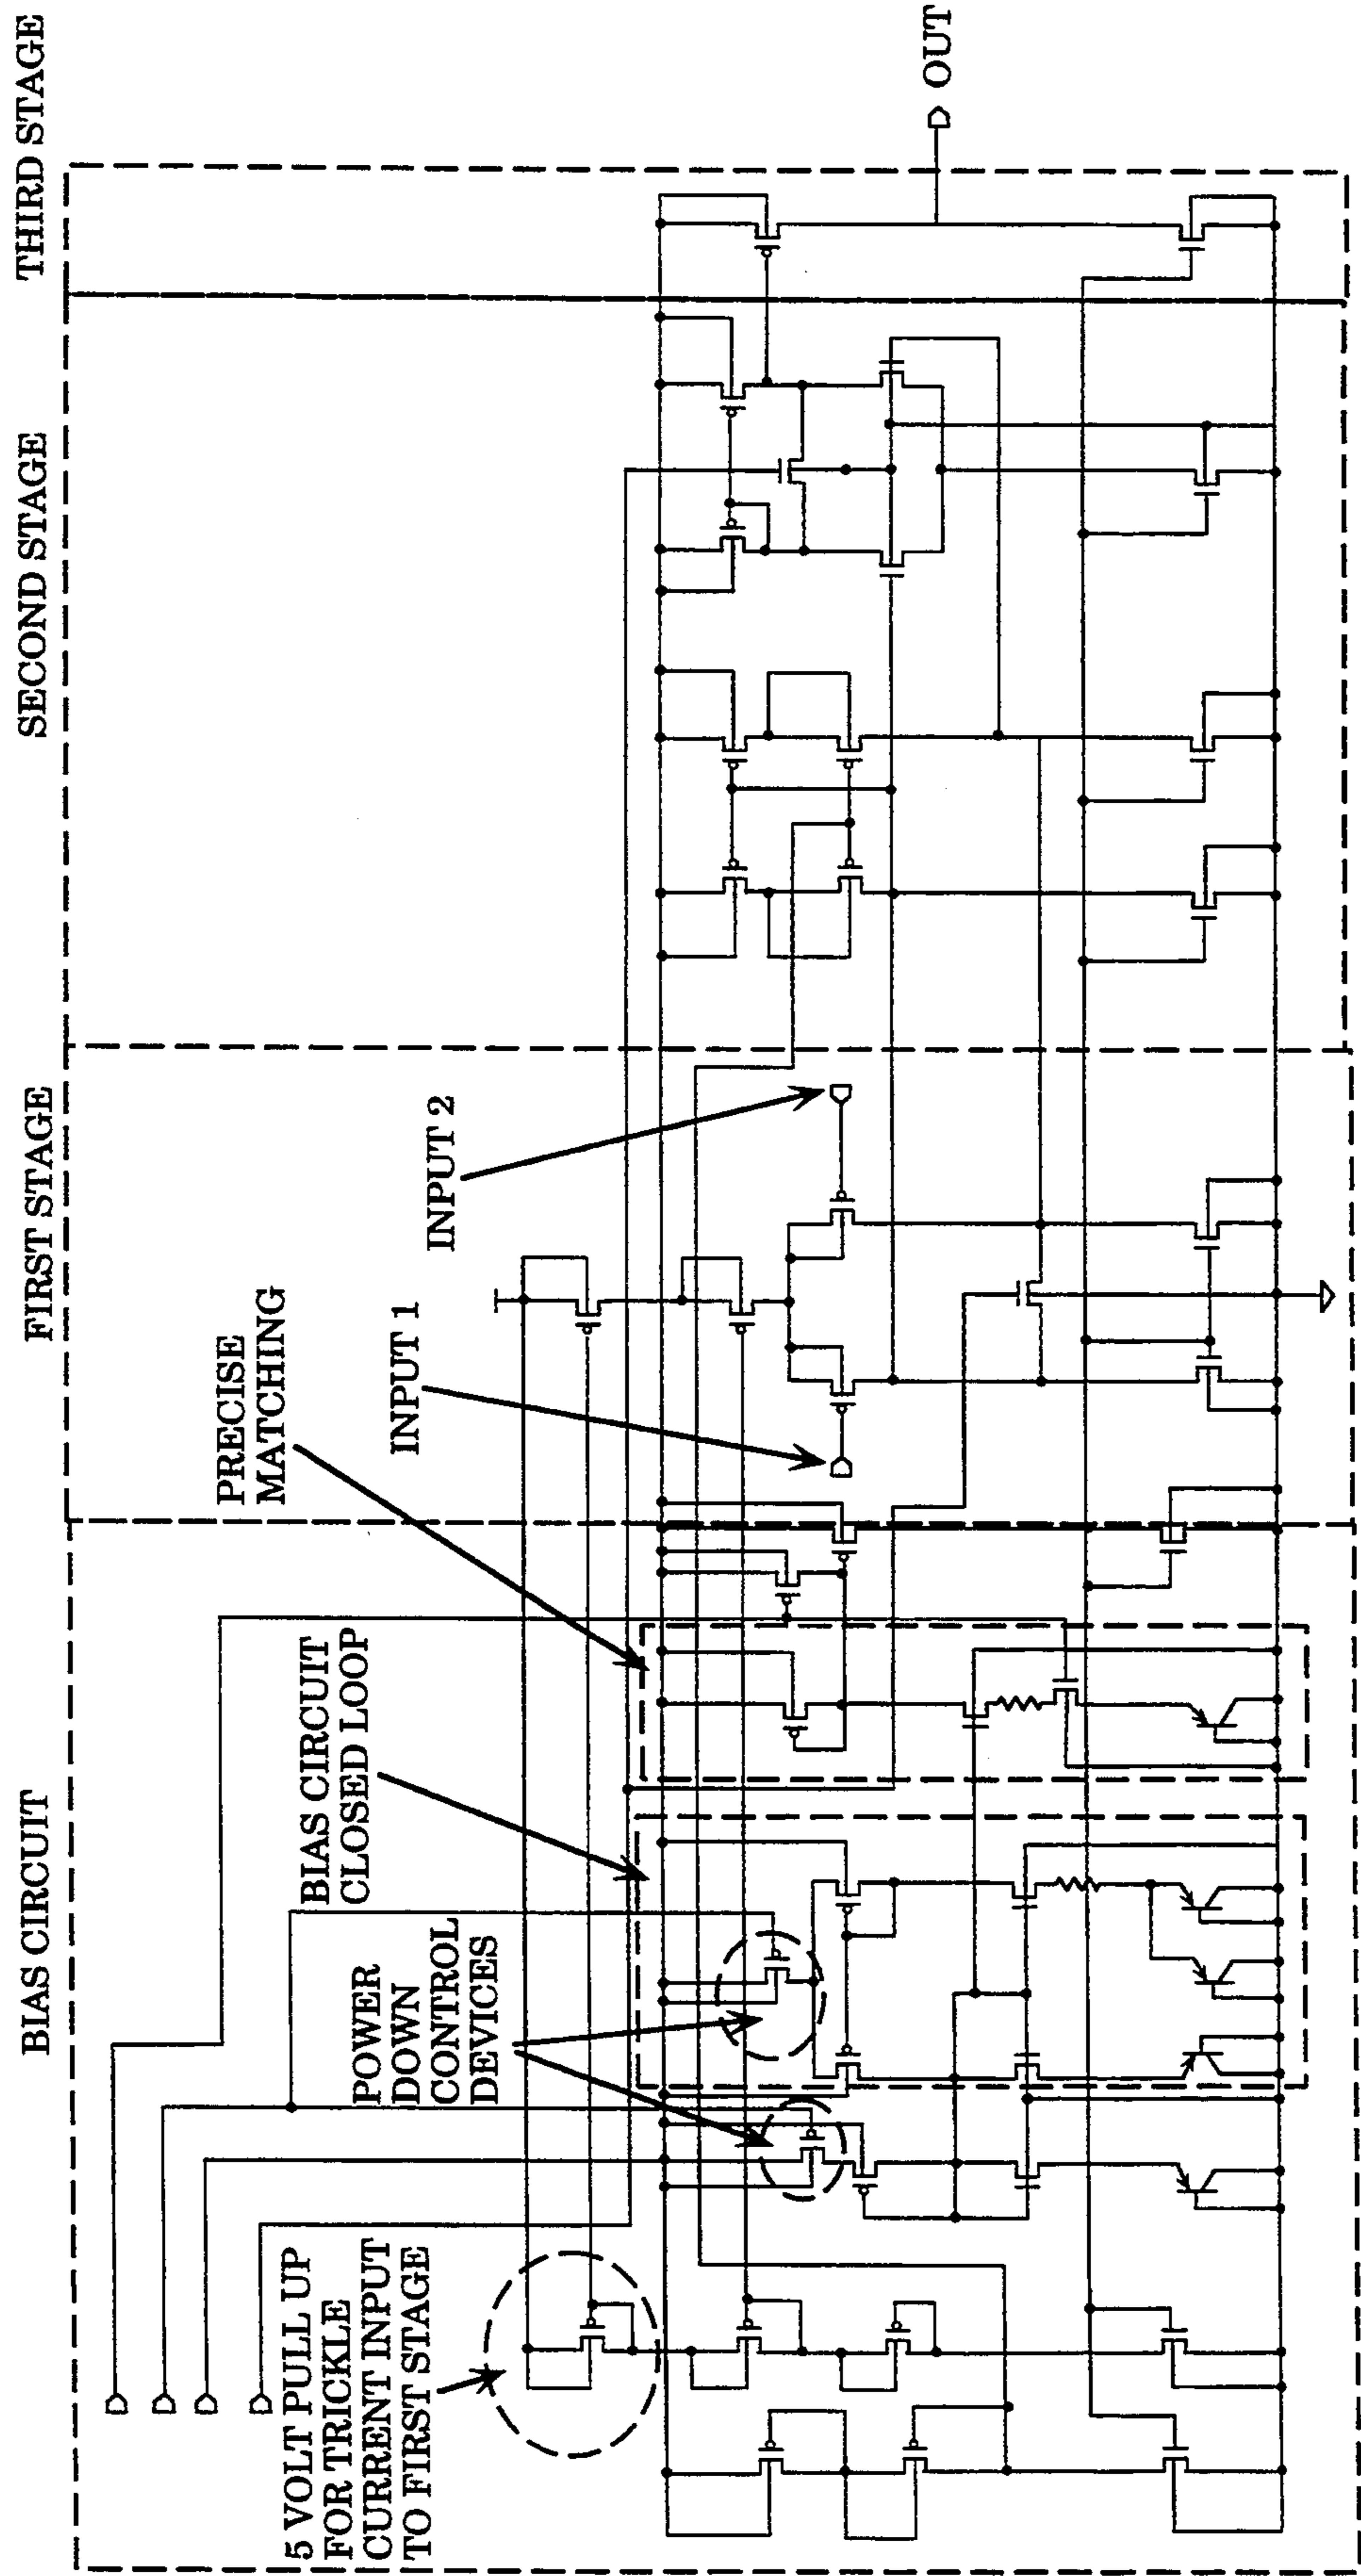 BIAS CIRCUIT
FIRST STAGE
SECOND STAGE
THIRD STAGE
5 VOLT PULL UP
FOR TRICKLE
CURRENT INPUT
TO FIRST STAGE
POWER
DOWN
CONTROL
DEVICES
BIAS CIRCUIT
CLOSED LOOP
PRECISE
MATCHING
INPUT 1
INPUT 2
OUT